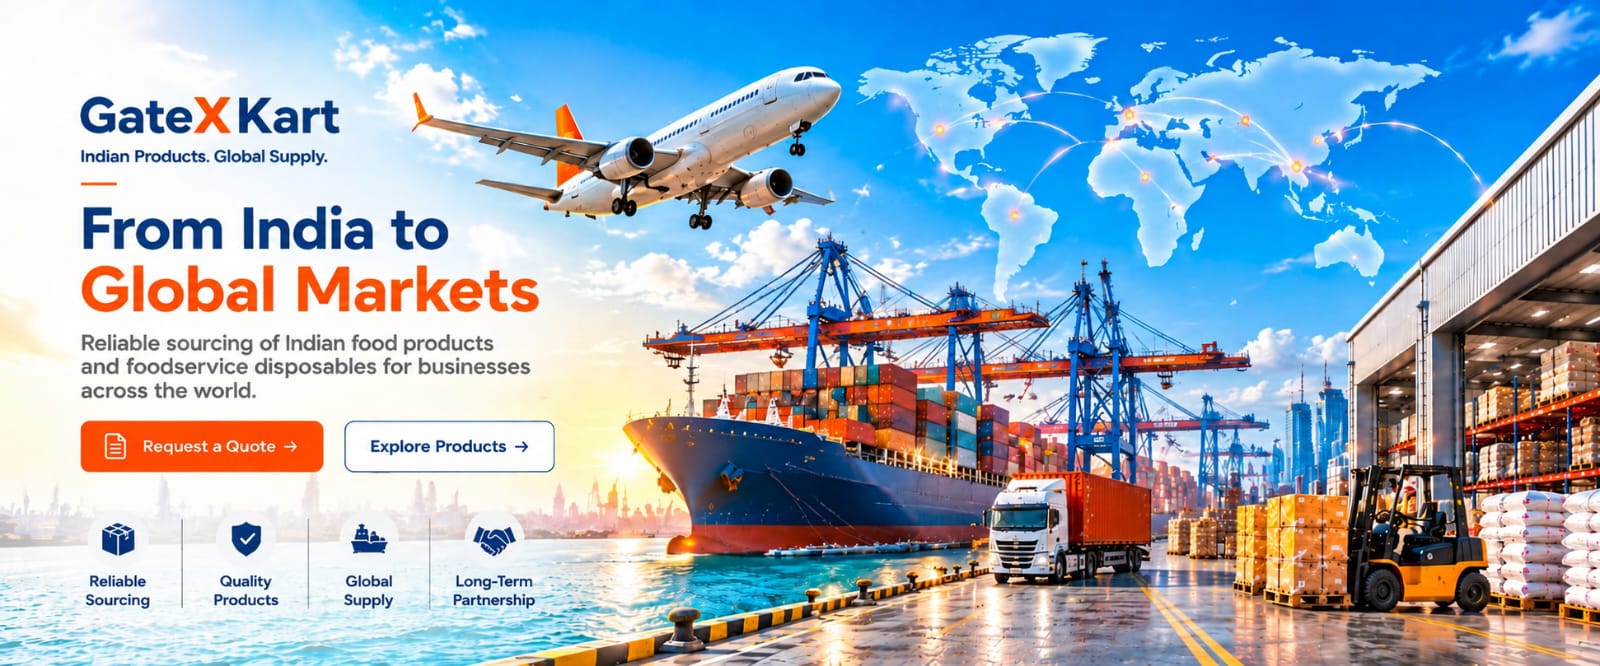 GateXKart
Indian Products. Global Supply.
From India to
Global Markets
Reliable sourcing of Indian food products
and foodservice disposables for businesses
across the world.
Request a Quote →
Explore Products →
Reliable
Sourcing
Quality
Products
Global
Supply
Long-Term
Partnership